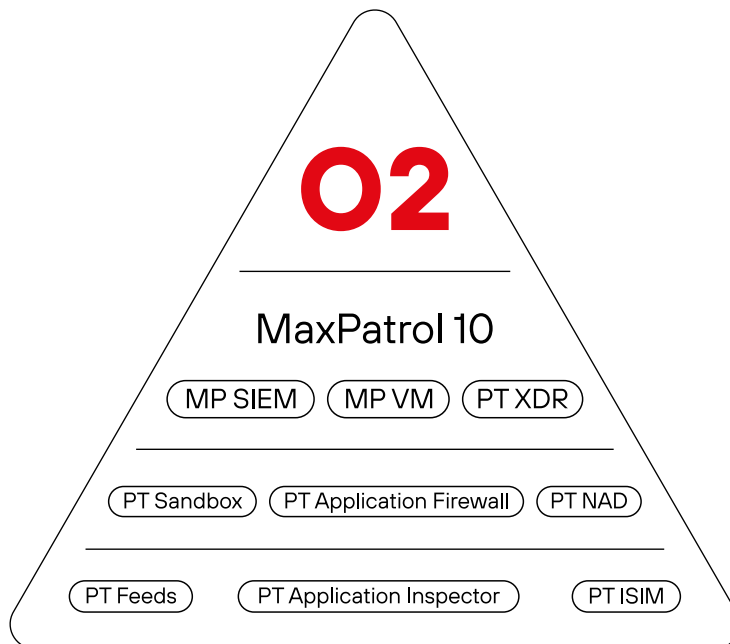 O2
MaxPatrol 10
MP SIEM MP VM PT XDR
PT Sandbox PT Application Firewall PT NAD
PT Feeds PT Application Inspector PT ISIM